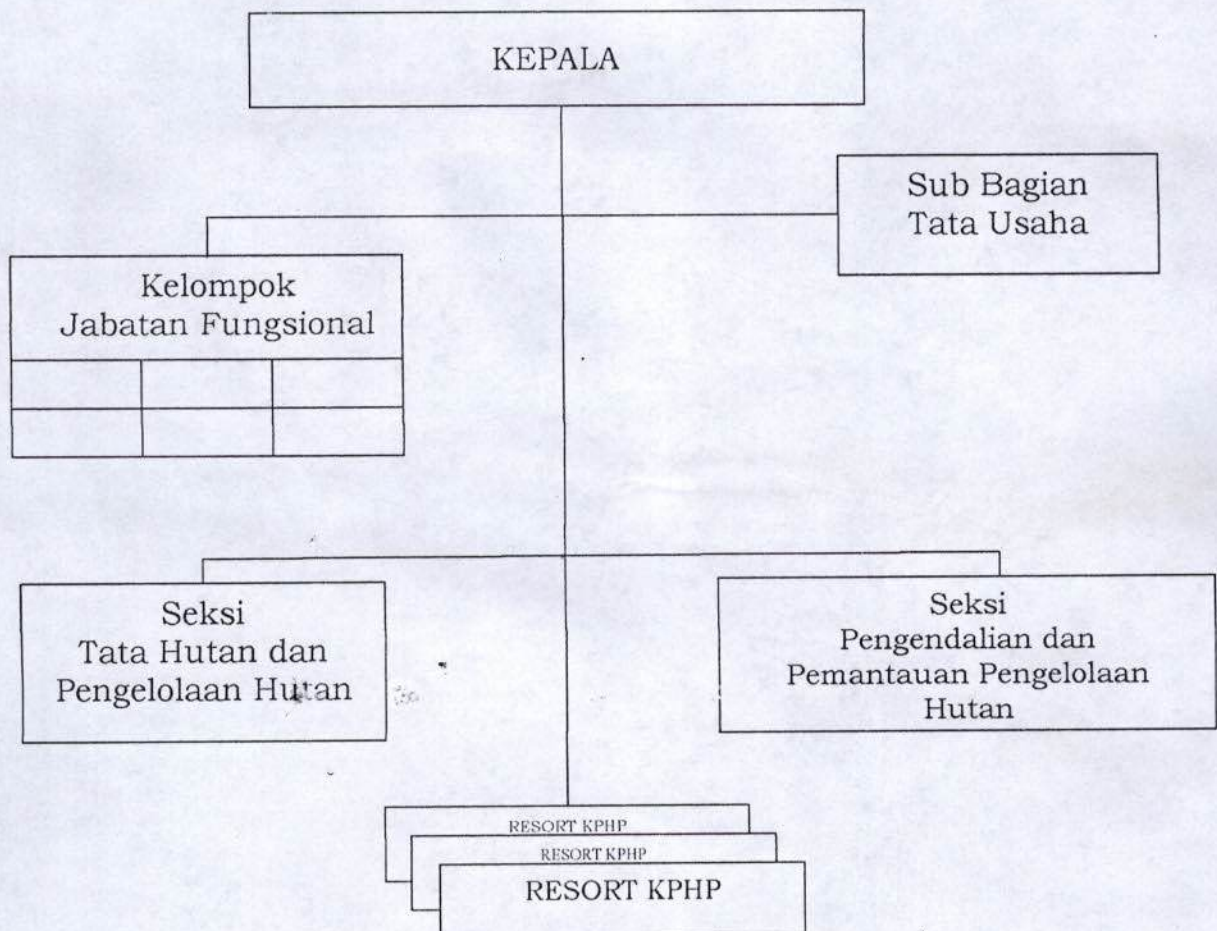 KEPALA
Sub Bagian
Tata Usaha
Kelompok
Jabatan Fungsional
Seksi
Tata Hutan dan
Pengelolaan Hutan
Seksi
Pengendalian dan
Pemantauan Pengelolaan
Hutan
RESORT KPHP
RESORT KPHP
RESORT KPHP